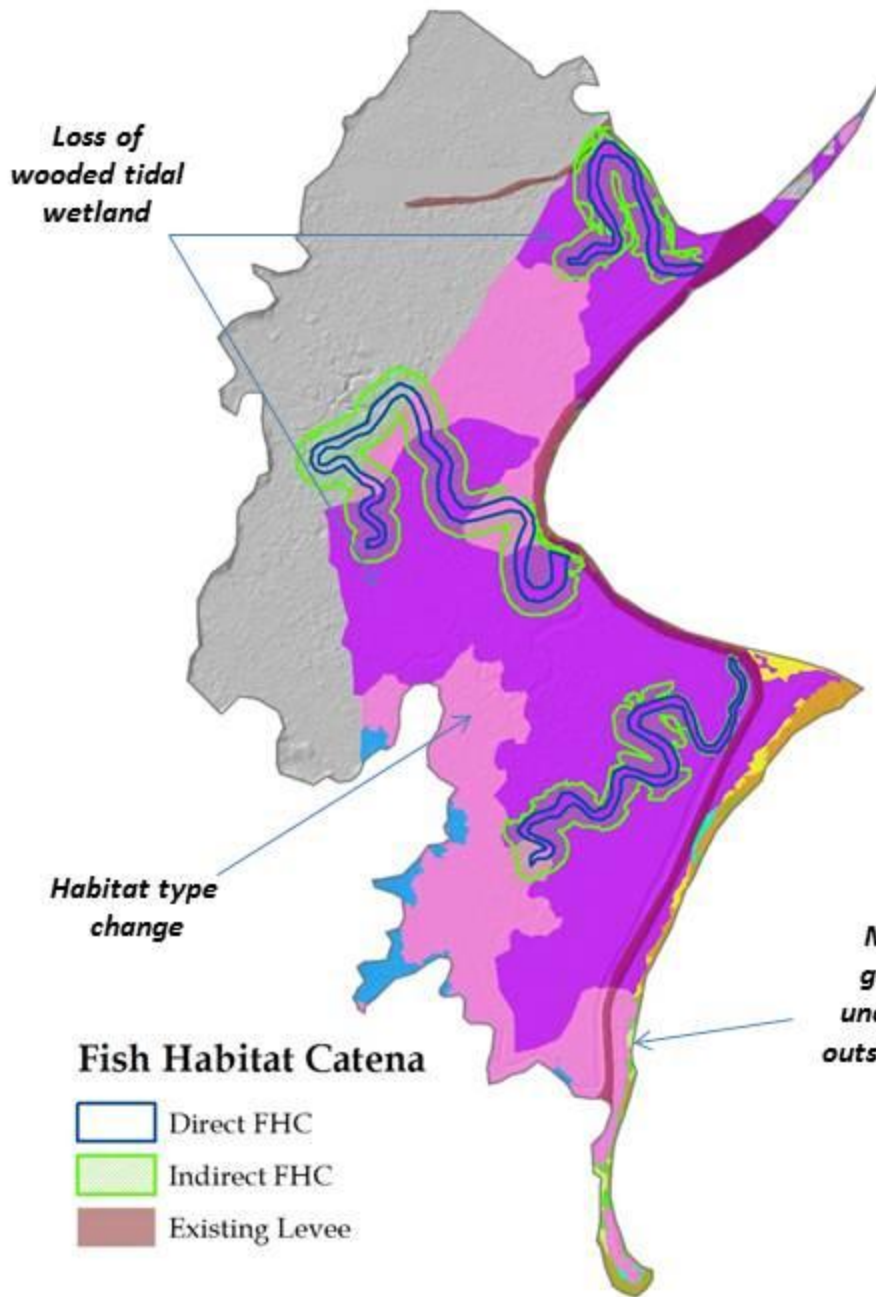 Loss of
wooded tidal
wetland
Habitat type
change
Fish Habitat Catena
Direct FHC
Indirect FHC
Existing Levee